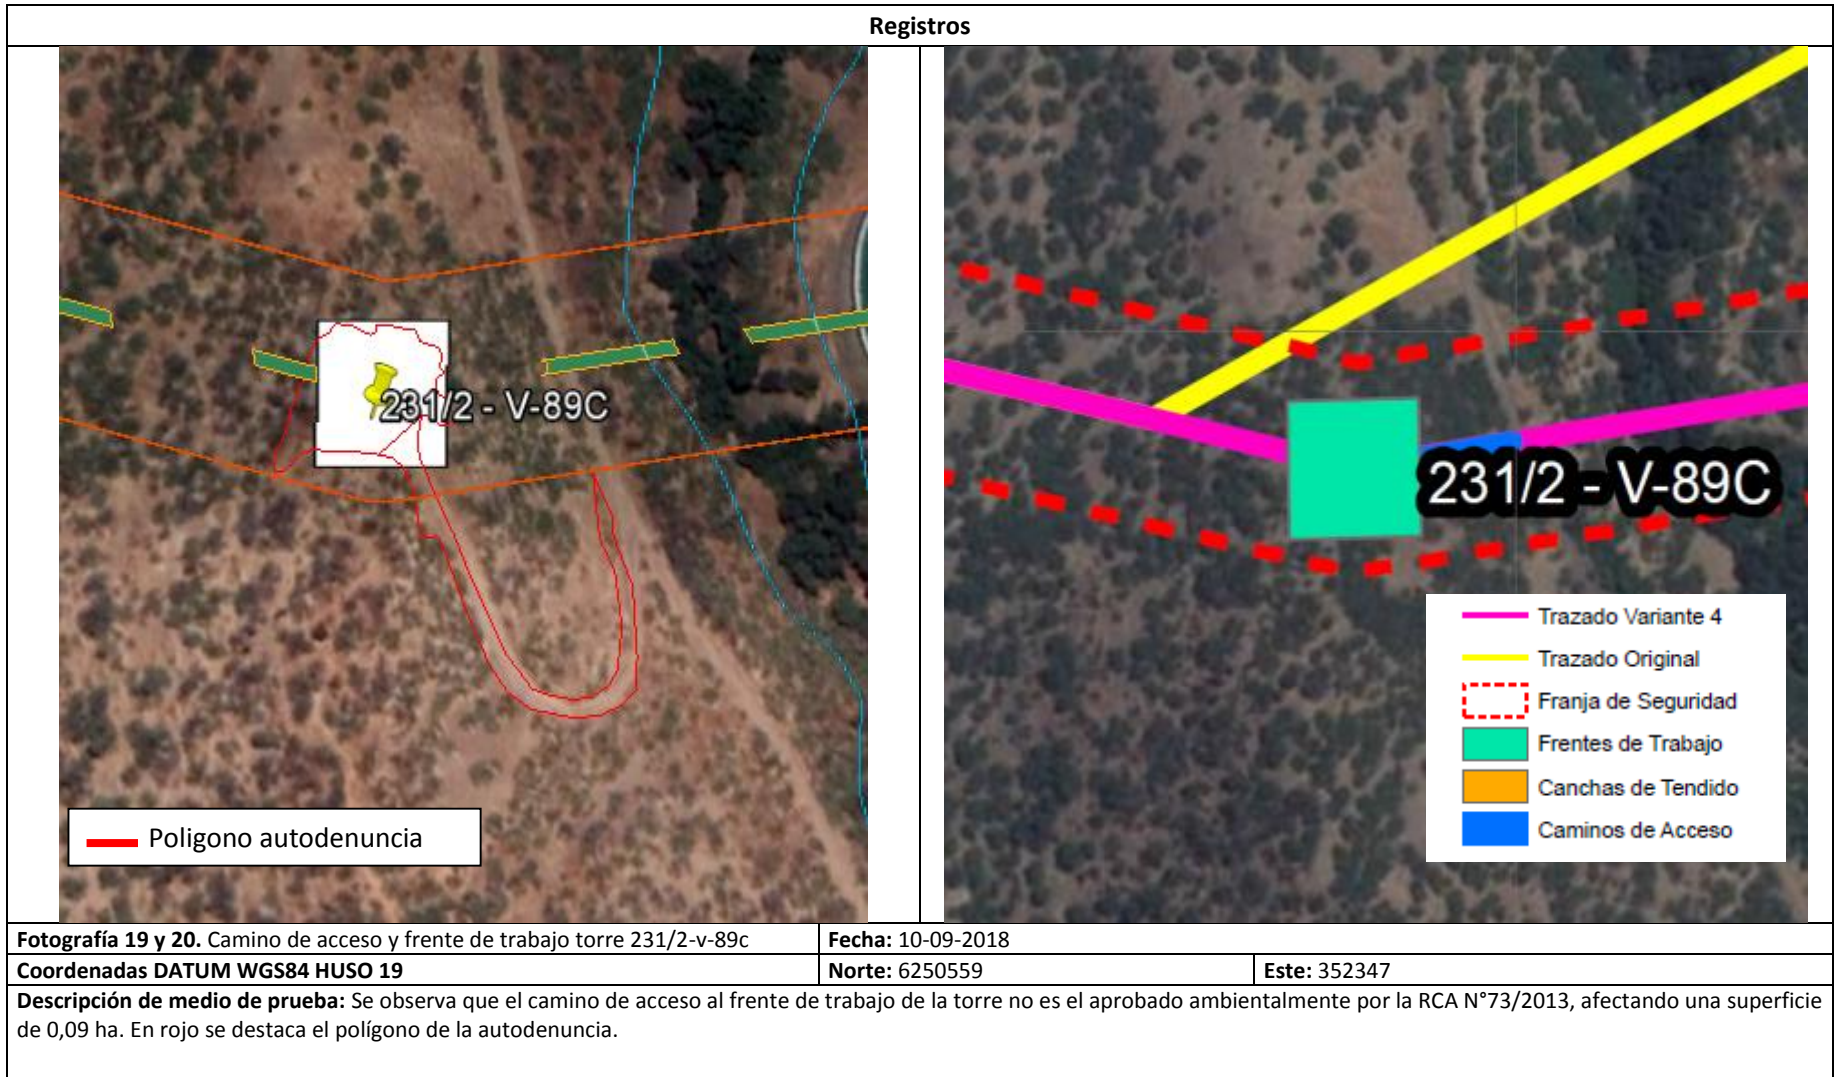 Registros
231/2 - V-89C
Poligono autodenuncia
231/2 - V-89C
Trazado Variante 4
Trazado Original
Franja de Seguridad
Frentes de Trabajo
Canchas de Tendido
Caminos de Acceso
Fotografía 19 y 20. Camino de acceso y frente de trabajo torre 231/2-v-89c
Fecha: 10-09-2018
Coordenadas DATUM WGS84 HUSO 19
Norte: 6250559
Este: 352347
Descripción de medio de prueba: Se observa que el camino de acceso al frente de trabajo de la torre no es el aprobado ambientalmente por la RCA N°73/2013, afectando una superficie
de 0,09 ha. En rojo se destaca el polígono de la autodenuncia.